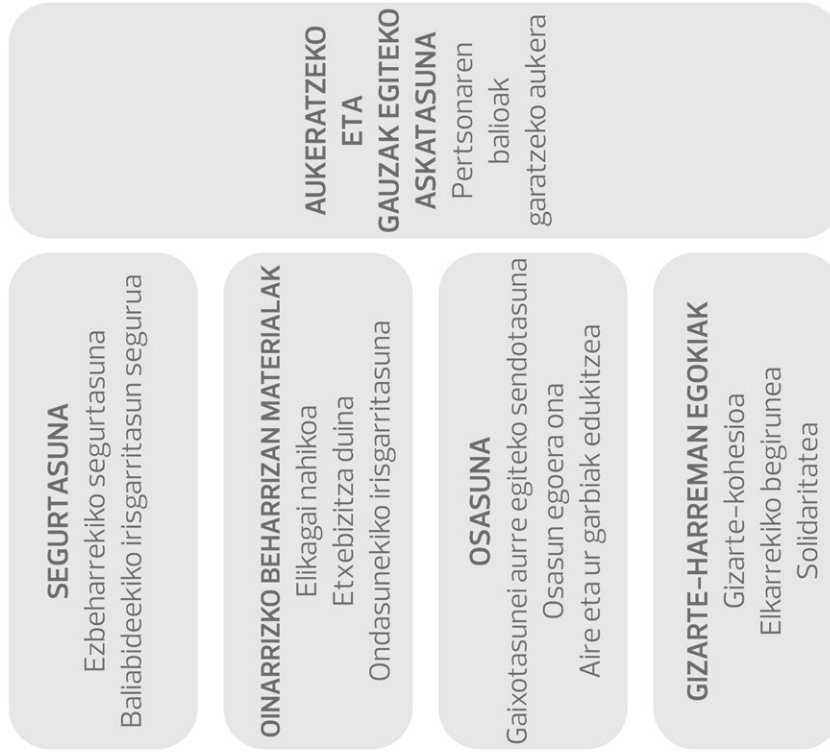 SEGURTASUNA
Ezbeharrekiko segurtasuna
Baliabideekiko irisgarritasun segurua
OINARRIZKO BEHARRIZAN MATERIALAK
Elikagai nahikoa
Etxebizitza duina
Ondasunekiko irisgarritasuna
OSASUNA
Gaixotasunei aurre egiteko sendotasuna
Osasun egoera ona
Aire eta ur garbiak edukitzea
GIZARTE-HARREMAN EGOKIAK
Gizarte-kohesioa
Elkarrekiko begirunea
Solidaritatea
AUKERATZEKO
ETA
GAUZAK EGITEKO
ASKATASUNA
Pertsonaren
balioak
garatzeko aukera